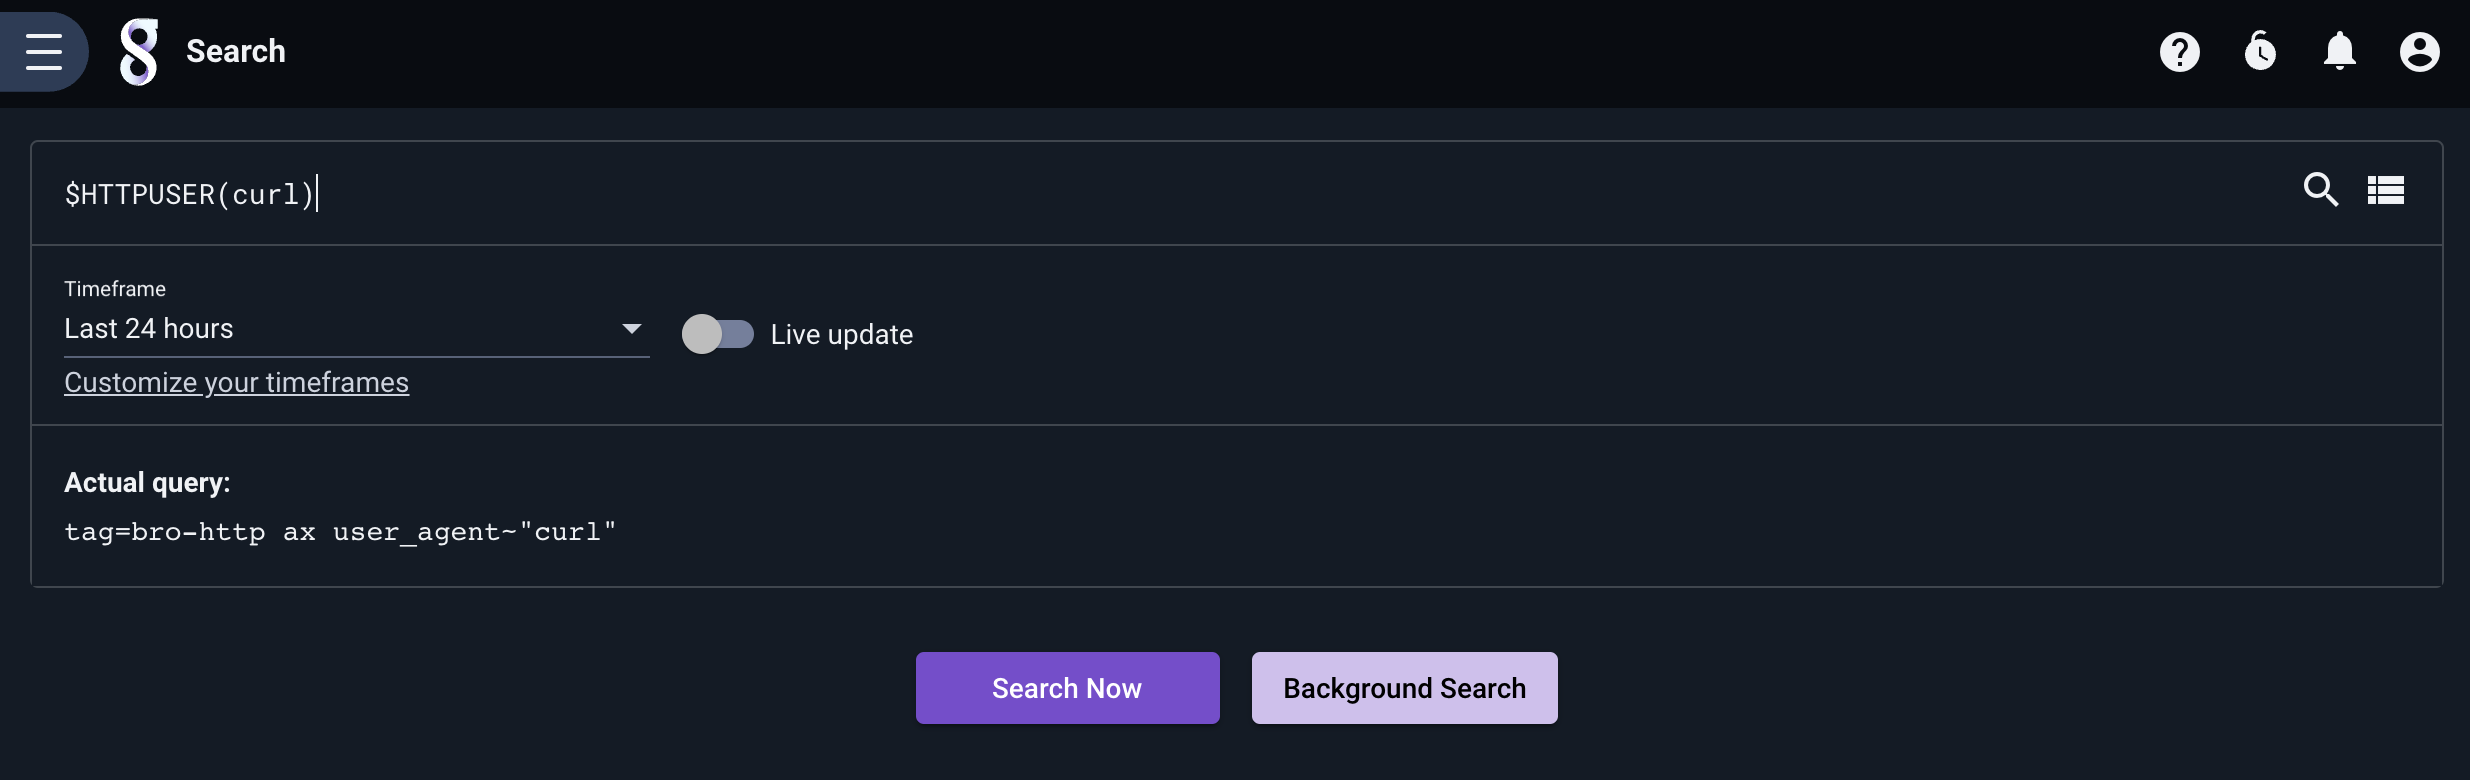 Search
$HTTPUSER(curl)
Timeframe
Last 24 hours
Live update
Customize your timeframes
Actual query:
tag=bro-http ax user_agent~"curl"
Search Now
Background Search